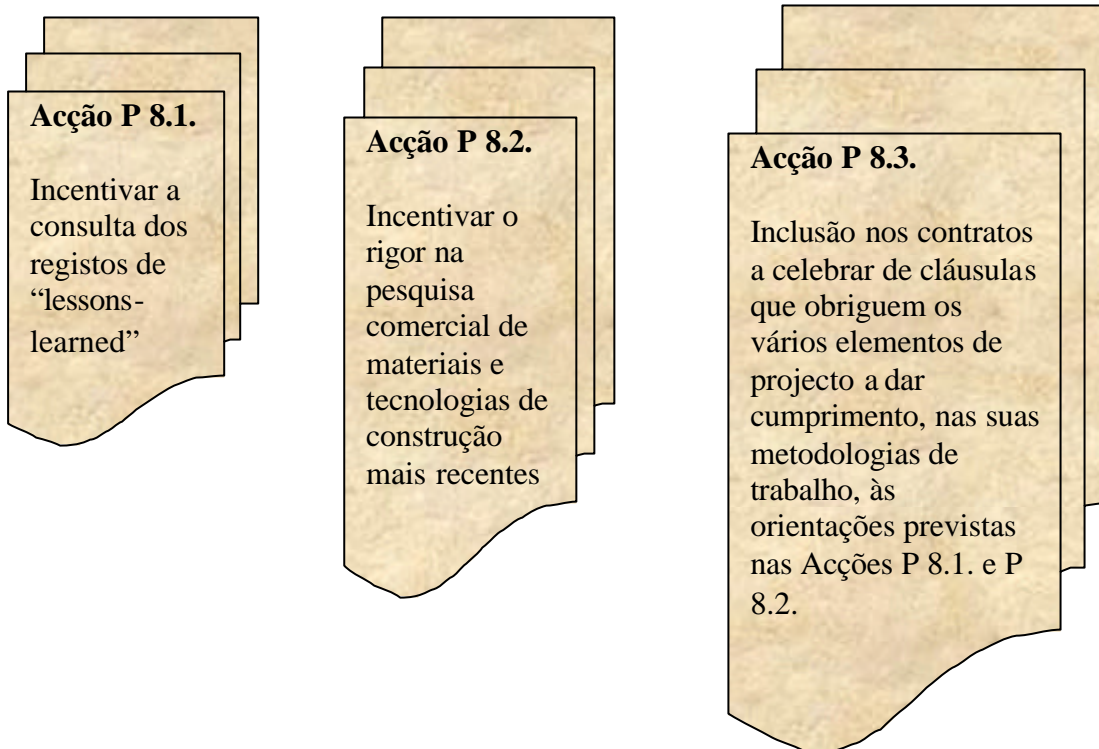 Acção P 8.1.
Incentivar a
consulta dos
registos de
“lessons-
learned”
Acção P 8.2.
Incentivar o
rigor na
pesquisa
comercial de
materiais e
tecnologias de
construção
mais recentes
Acção P 8.3.
Inclusão nos contratos
a celebrar de cláusulas
que obriguem os
vários elementos de
projecto a dar
cumprimento, nas suas
metodologias de
trabalho, às
orientações previstas
nas Acções P 8.1. e P
8.2.